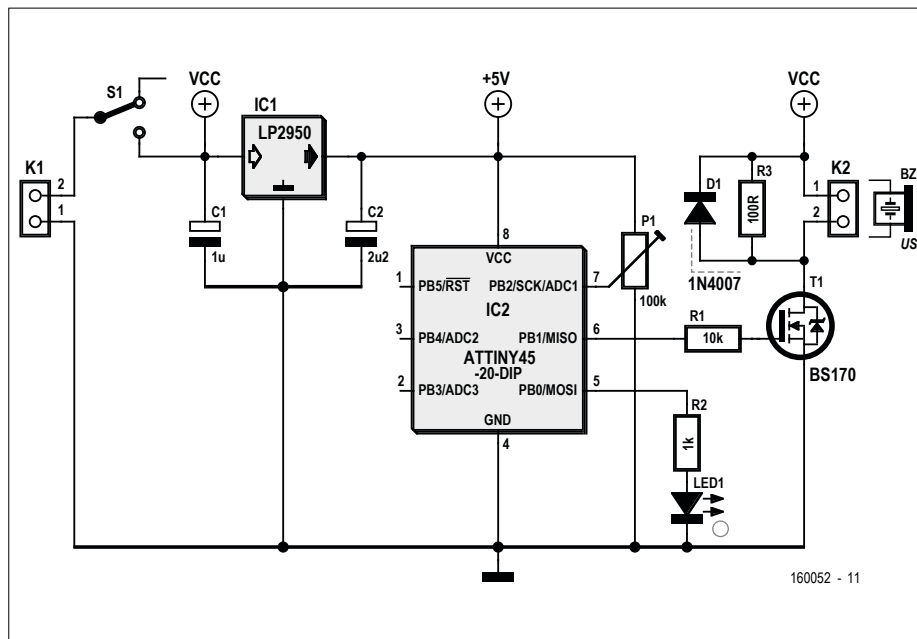 S1
VCC
IC1
LP2950
+5V
VCC
K1
2
1
C1
1u
C2
2u2
P1
100k
D1
1N4007
R3
100R
K2
1
2
BZ
US
8
VCC
1
PB5/RST
PB2/SCK/ADC1
7
IC2
3
PB4/ADC2
PB1/MISO
6
ATTINY45
-20-DIP
2
PB3/ADC3
PB0/MOSI
5
GND
4
R1
10k
T1
BS170
R2
1k
LED1
160052 - 11